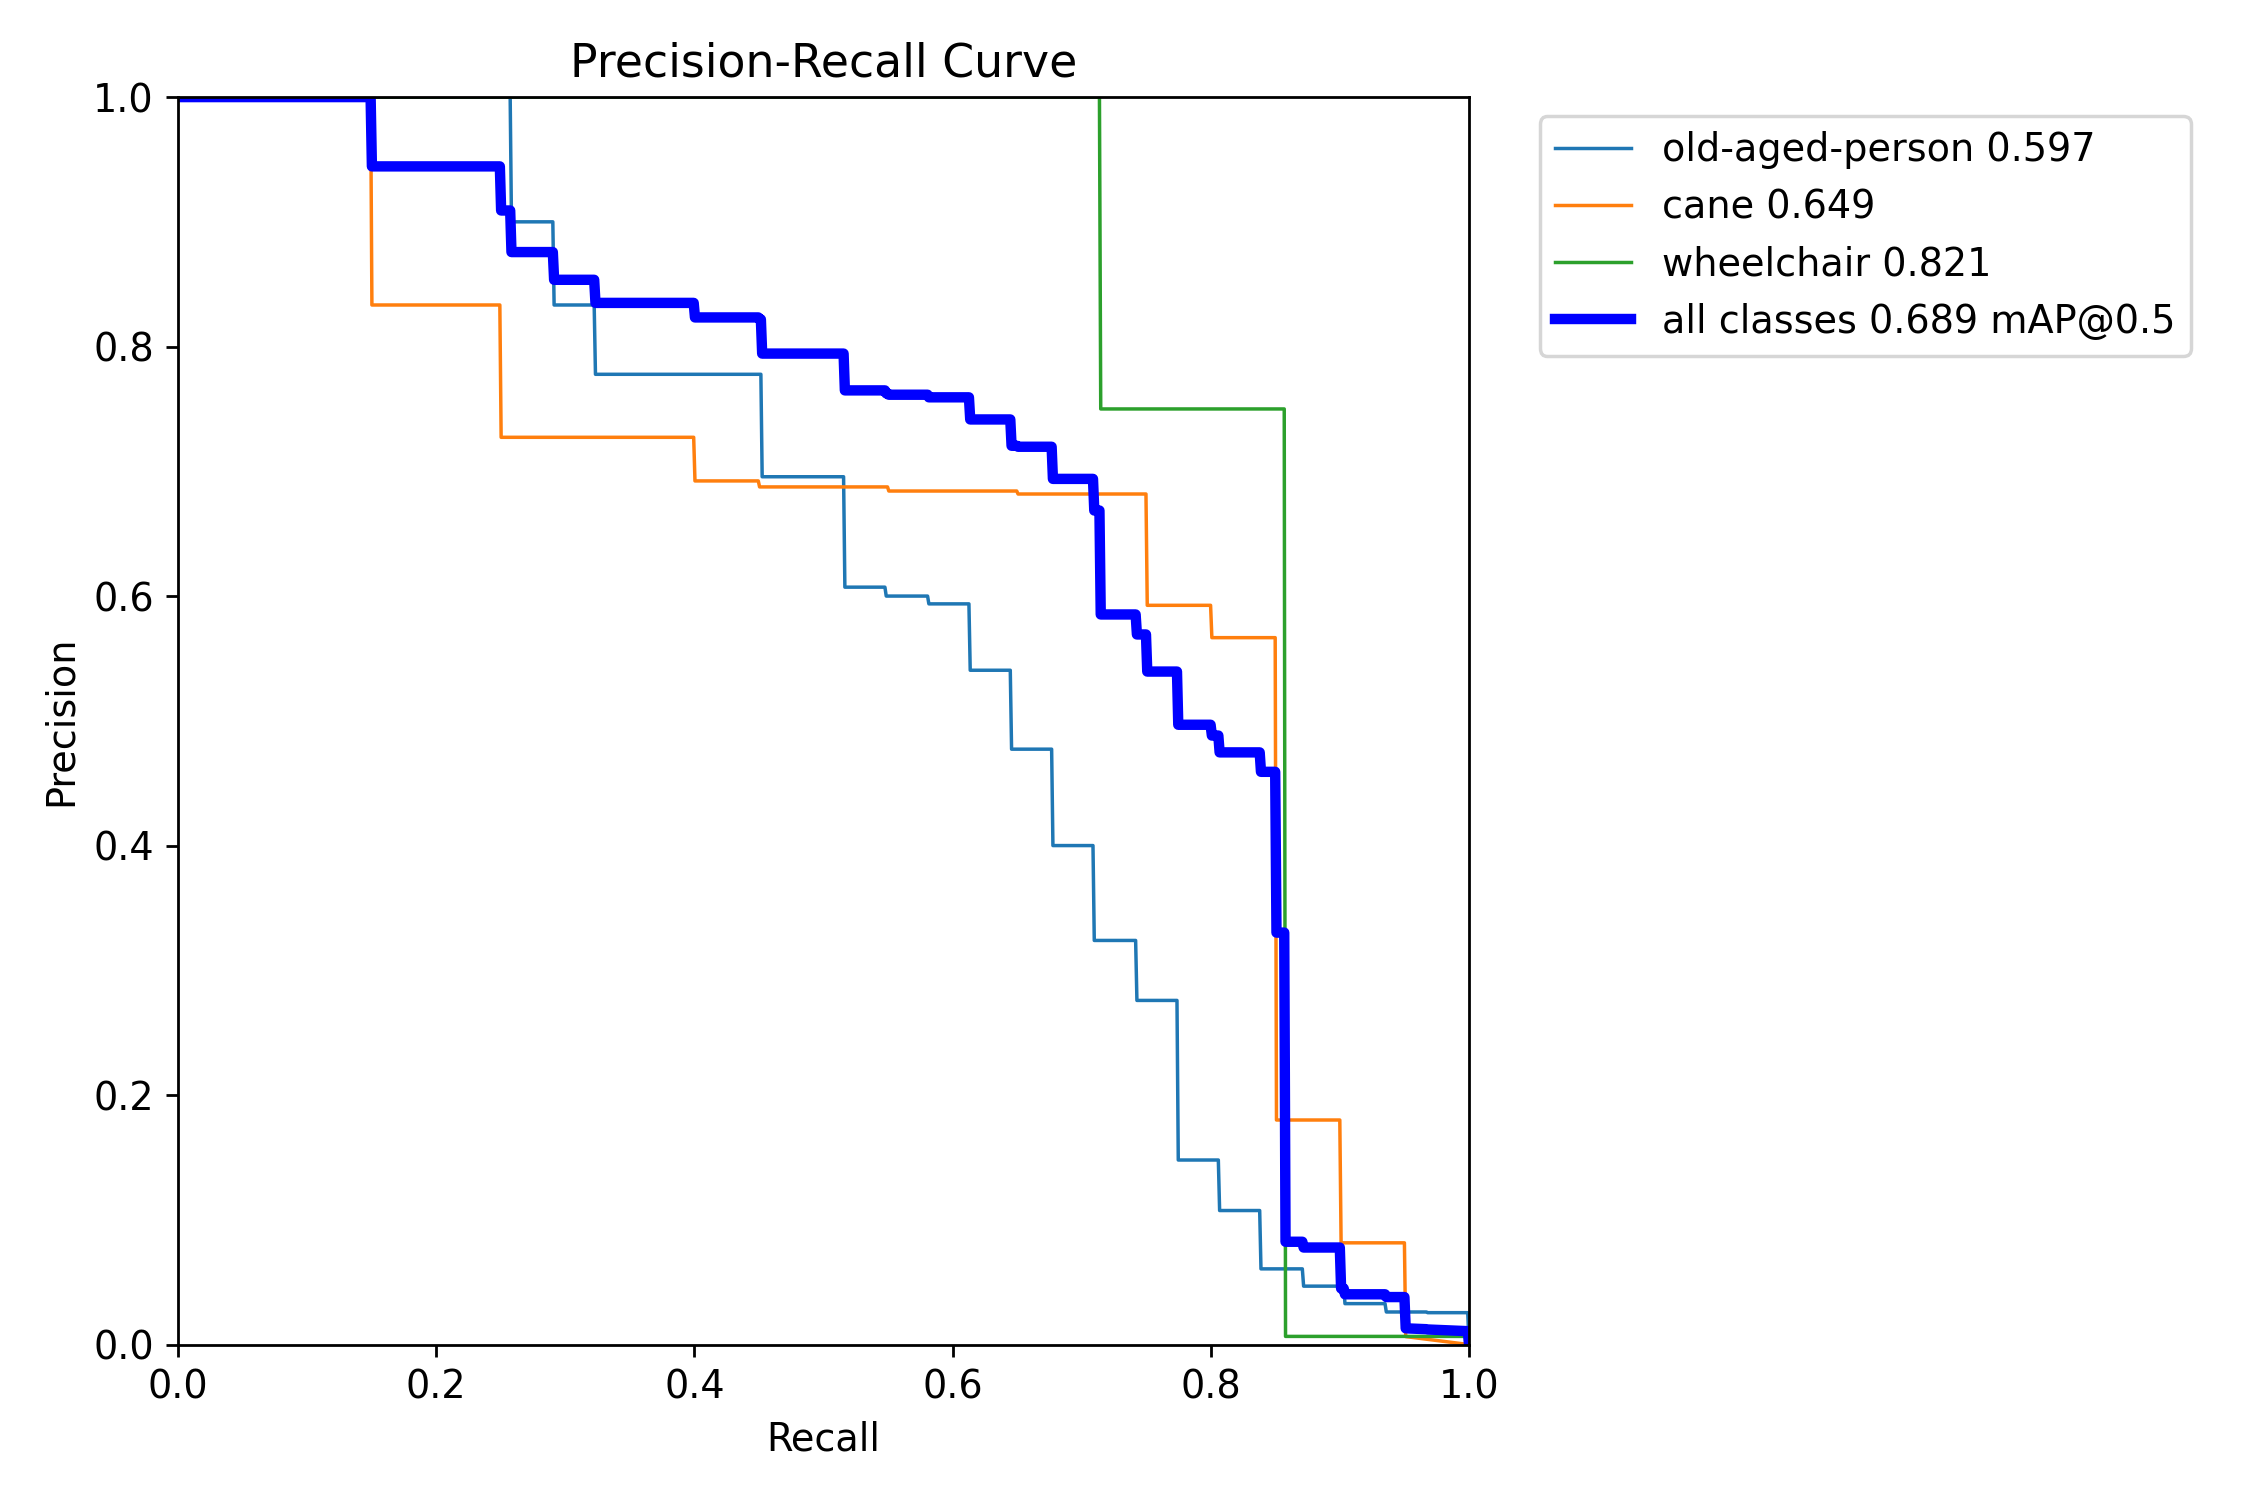 Precision-Recall Curve
1.0
0.8
0.6
0.4
0.2
0.0
Precision
0.0 0.2 0.4 0.6 0.8 1.0
Recall
old-aged-person 0.597
cane 0.649
wheelchair 0.821
all classes 0.689 mAP@0.5